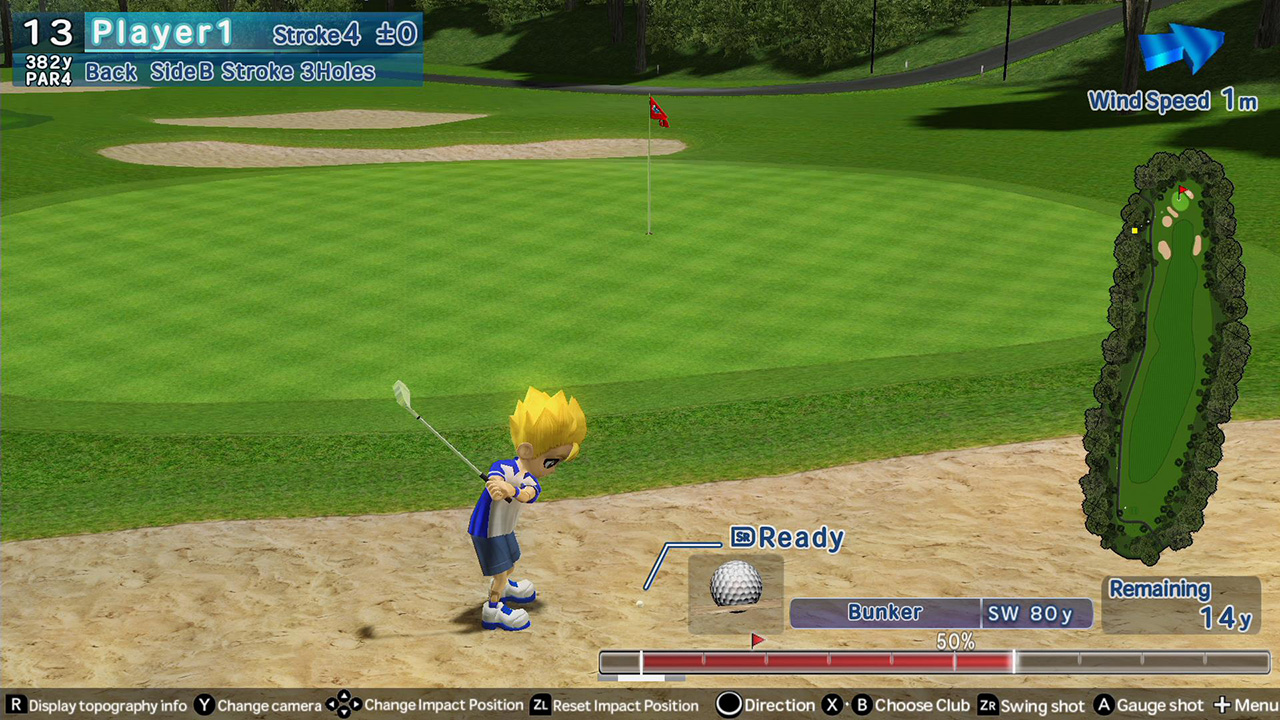 13 Player1 Stroke4 ±0
382y
PAR4 Back SideB Stroke 3Holes
Wind Speed 1m
SR Ready
Remaining
14y
Bunker SW 80y
50%
R Display topography info Y Change camera Change Impact Position ZL Reset Impact Position Direction X·B Choose Club ZR Swing shot A Gauge shot + Menu